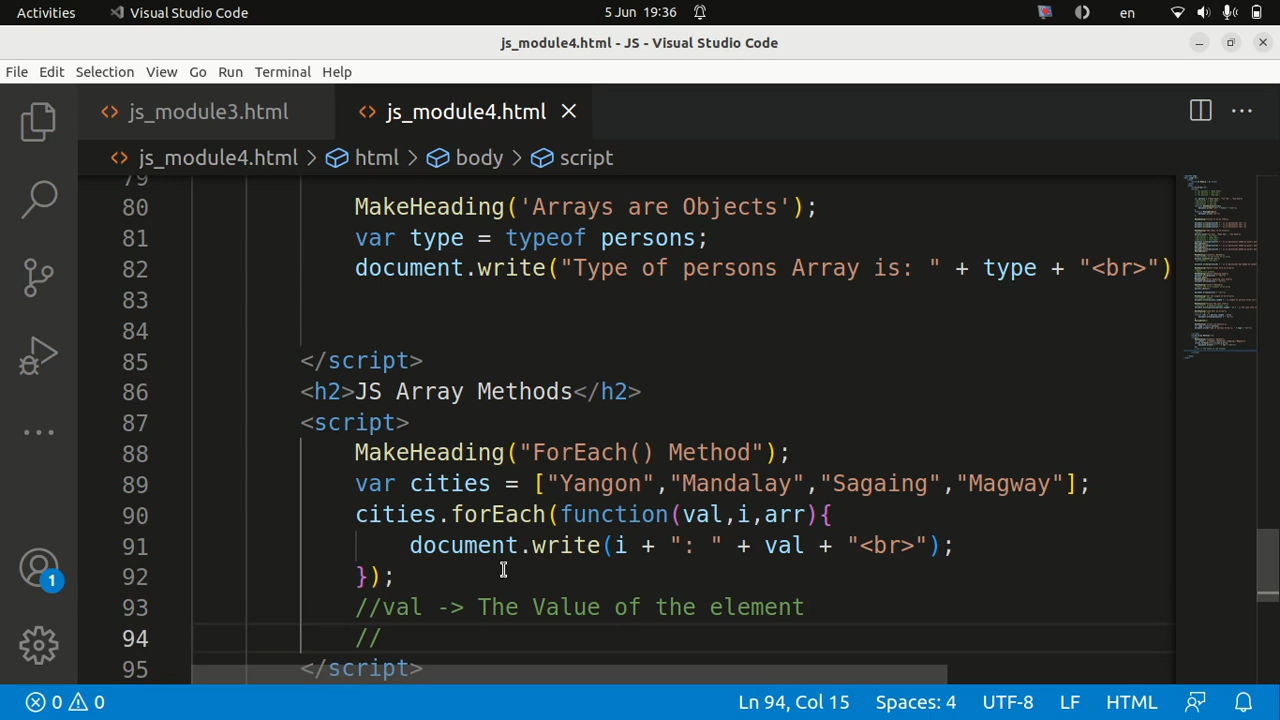 Activities
Visual Studio Code
5 Jun 19:36
en
js_module4.html - JS - Visual Studio Code
File Edit Selection View Go Run Terminal Help
js_module3.html
js_module4.html
js_module4.html > html > body > script
79
80 MakeHeading('Arrays are Objects');
81 var type = typeof persons;
82 document.write("Type of persons Array is: " + type + "<br>")
83
84
85 </script>
86 <h2>JS Array Methods</h2>
87 <script>
88 MakeHeading("ForEach() Method");
89 var cities = ["Yangon","Mandalay","Sagaing","Magway"];
90 cities.forEach(function(val,i,arr){
91 document.write(i + ": " + val + "<br>");
92 });
93 //val -> The Value of the element
94 //
95 </script>
1
0 0
Ln 94, Col 15
Spaces: 4
UTF-8
LF
HTML